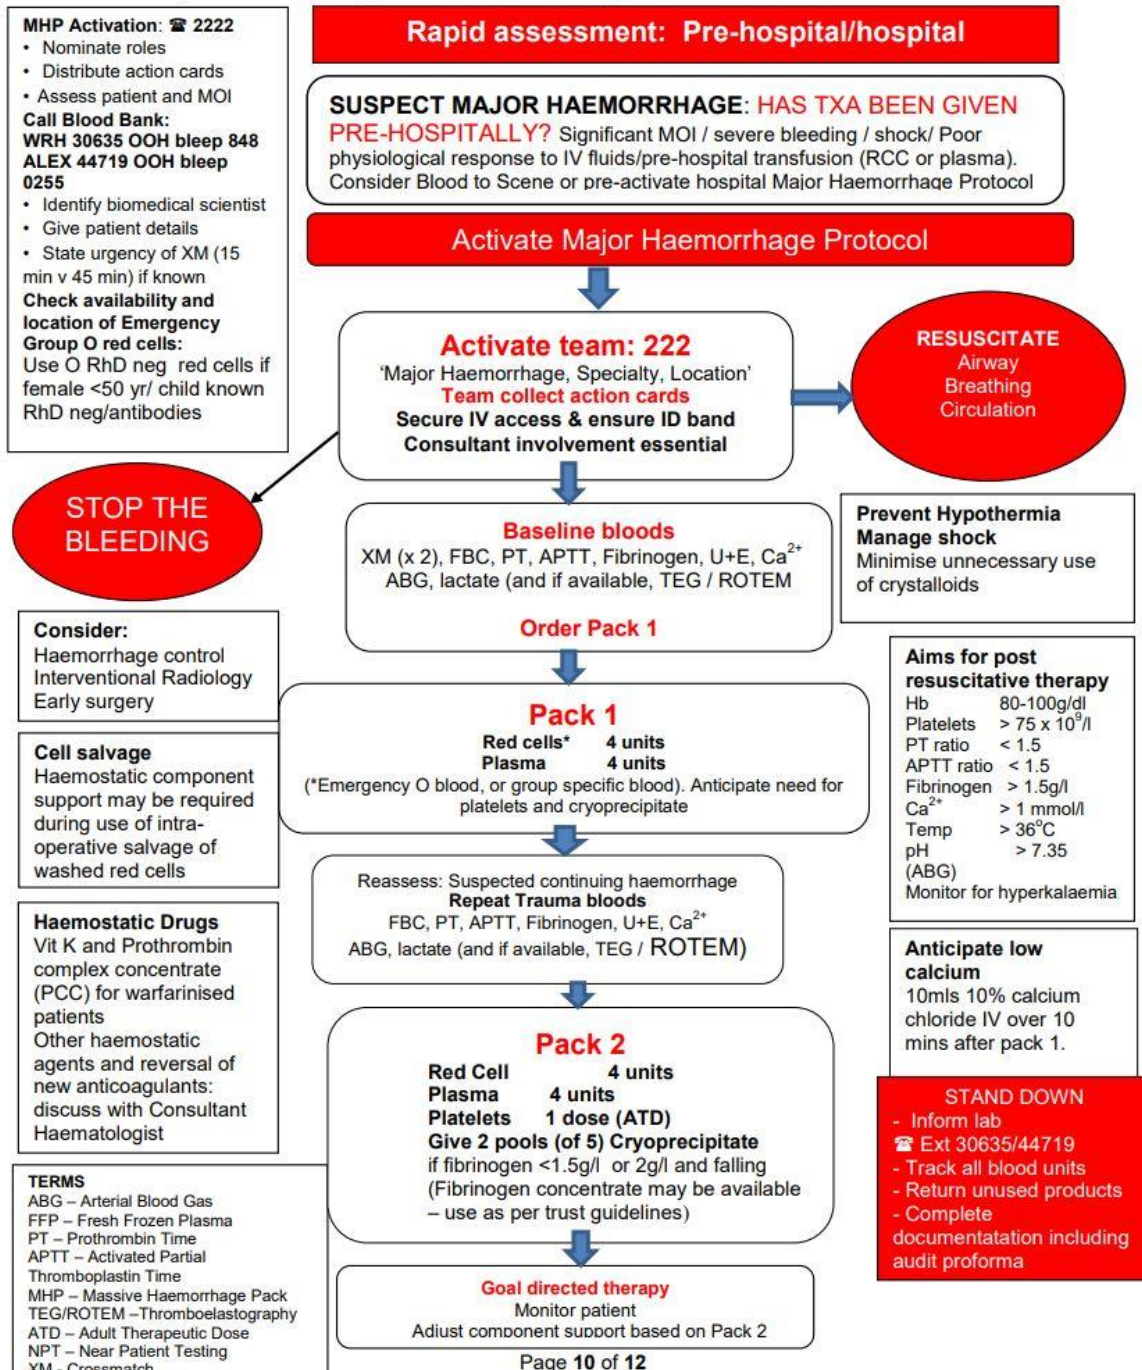 MHP Activation: ☎ 2222
• Nominate roles
• Distribute action cards
• Assess patient and MOI
Call Blood Bank:
WRH 30635 OOH bleep 848
ALEX 44719 OOH bleep
0255
• Identify biomedical scientist
• Give patient details
• State urgency of XM (15
min v 45 min) if known
Check availability and
location of Emergency
Group O red cells:
Use O RhD neg red cells if
female <50 yr/ child known
RhD neg/antibodies
Rapid assessment: Pre-hospital/hospital
SUSPECT MAJOR HAEMORRHAGE: HAS TXA BEEN GIVEN
PRE-HOSPITALLY? Significant MOI / severe bleeding / shock/ Poor
physiological response to IV fluids/pre-hospital transfusion (RCC or plasma).
Consider Blood to Scene or pre-activate hospital Major Haemorrhage Protocol
Activate Major Haemorrhage Protocol
Activate team: 222
'Major Haemorrhage, Specialty, Location'
Team collect action cards
Secure IV access & ensure ID band
Consultant involvement essential
RESUSCITATE
Airway
Breathing
Circulation
STOP THE
BLEEDING
Baseline bloods
XM (x 2), FBC, PT, APTT, Fibrinogen, U+E, Ca2+
ABG, lactate (and if available, TEG / ROTEM
Order Pack 1
Prevent Hypothermia
Manage shock
Minimise unnecessary use
of crystalloids
Consider:
Haemorrhage control
Interventional Radiology
Early surgery
Cell salvage
Haemostatic component
support may be required
during use of intra-
operative salvage of
washed red cells
Haemostatic Drugs
Vit K and Prothrombin
complex concentrate
(PCC) for warfarinised
patients
Other haemostatic
agents and reversal of
new anticoagulants:
discuss with Consultant
Haematologist
Pack 1
Red cells* 4 units
Plasma 4 units
(*Emergency O blood, or group specific blood). Anticipate need for
platelets and cryoprecipitate
Reassess: Suspected continuing haemorrhage
Repeat Trauma bloods
FBC, PT, APTT, Fibrinogen, U+E, Ca2+
ABG, lactate (and if available, TEG / ROTEM)
Pack 2
Red Cell 4 units
Plasma 4 units
Platelets 1 dose (ATD)
Give 2 pools (of 5) Cryoprecipitate
if fibrinogen <1.5g/l or 2g/l and falling
(Fibrinogen concentrate may be available
– use as per trust guidelines)
Goal directed therapy
Monitor patient
Adjust component support based on Pack 2
Aims for post
resuscitative therapy
Hb 80-100g/dl
Platelets > 75 x 10^9/l
PT ratio < 1.5
APTT ratio < 1.5
Fibrinogen > 1.5g/l
Ca2+ > 1 mmol/l
Temp > 36°C
pH > 7.35
(ABG)
Monitor for hyperkalaemia
Anticipate low
calcium
10mls 10% calcium
chloride IV over 10
mins after pack 1.
STAND DOWN
- Inform lab
☎ Ext 30635/44719
- Track all blood units
- Return unused products
- Complete
documentatation including
audit proforma
TERMS
ABG – Arterial Blood Gas
FFP – Fresh Frozen Plasma
PT – Prothrombin Time
APTT – Activated Partial
Thromboplastin Time
MHP – Massive Haemorrhage Pack
TEG/ROTEM –Thromboelastography
ATD – Adult Therapeutic Dose
NPT – Near Patient Testing
XM - Crossmatch
Page 10 of 12